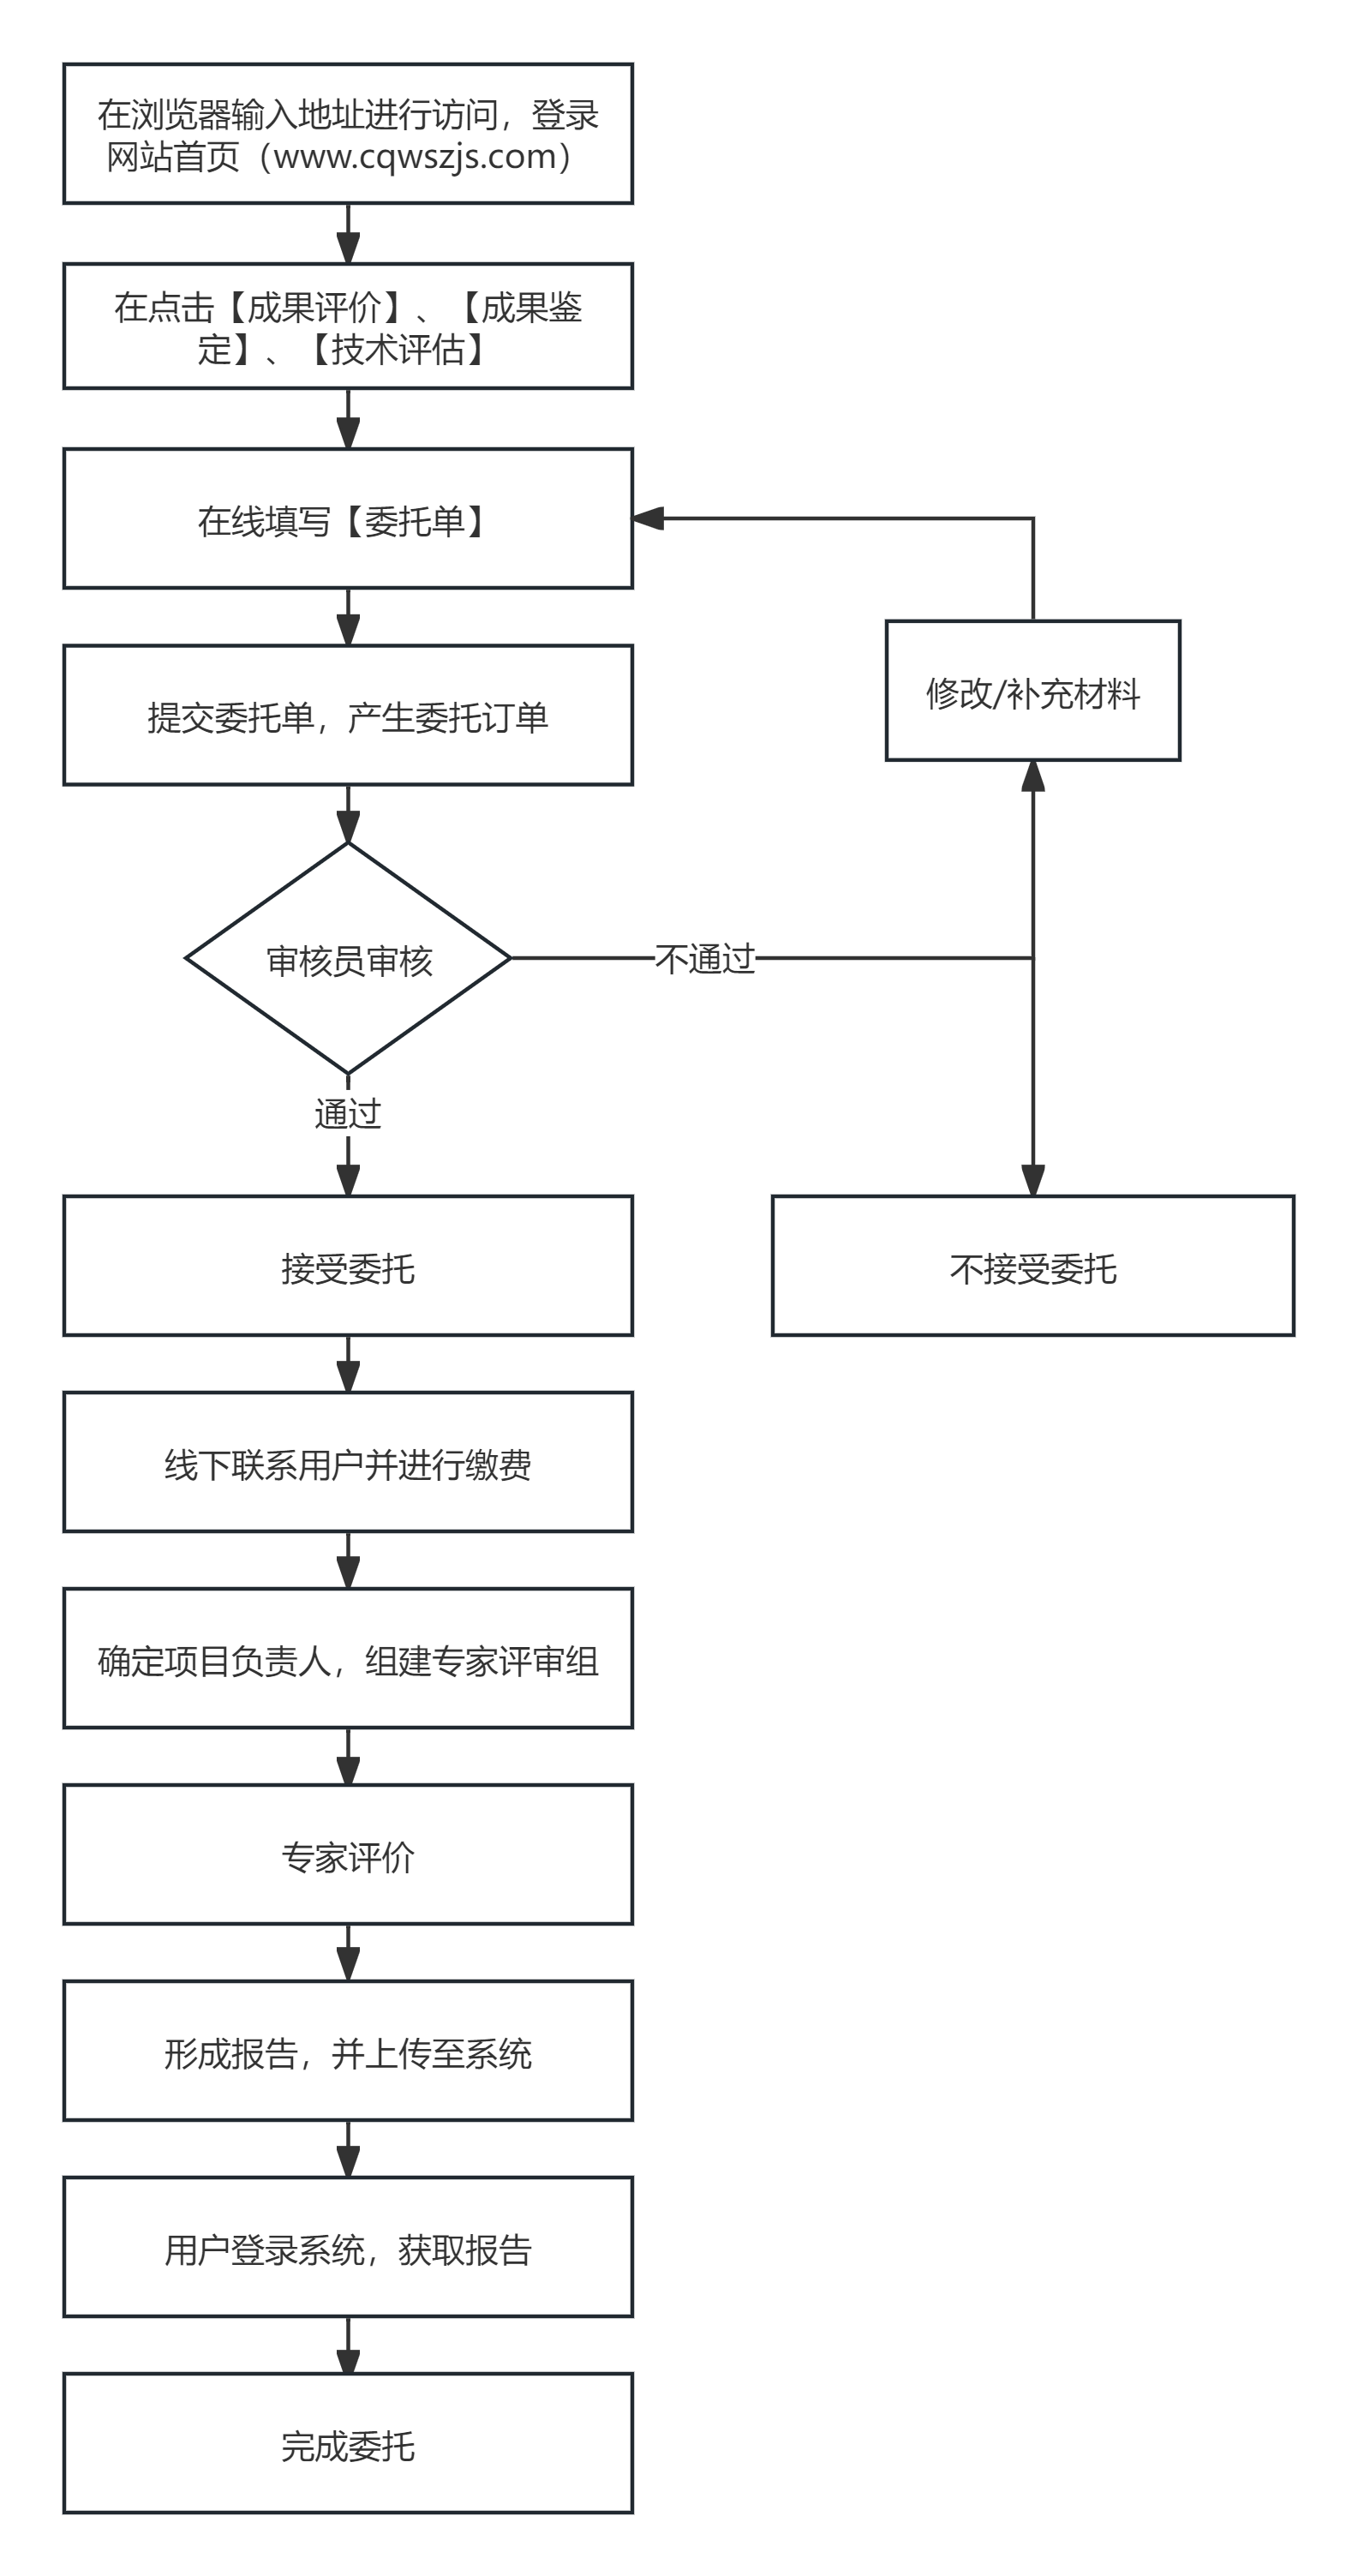 在浏览器输入地址进行访问，登录
网站首页（www.cqwszjs.com）
在点击【成果评价】、【成果鉴
定】、【技术评估】
在线填写【委托单】
提交委托单，产生委托订单
修改/补充材料
审核员审核
不通过
通过
接受委托
不接受委托
线下联系用户并进行缴费
确定项目负责人，组建专家评审组
专家评价
形成报告，并上传至系统
用户登录系统，获取报告
完成委托